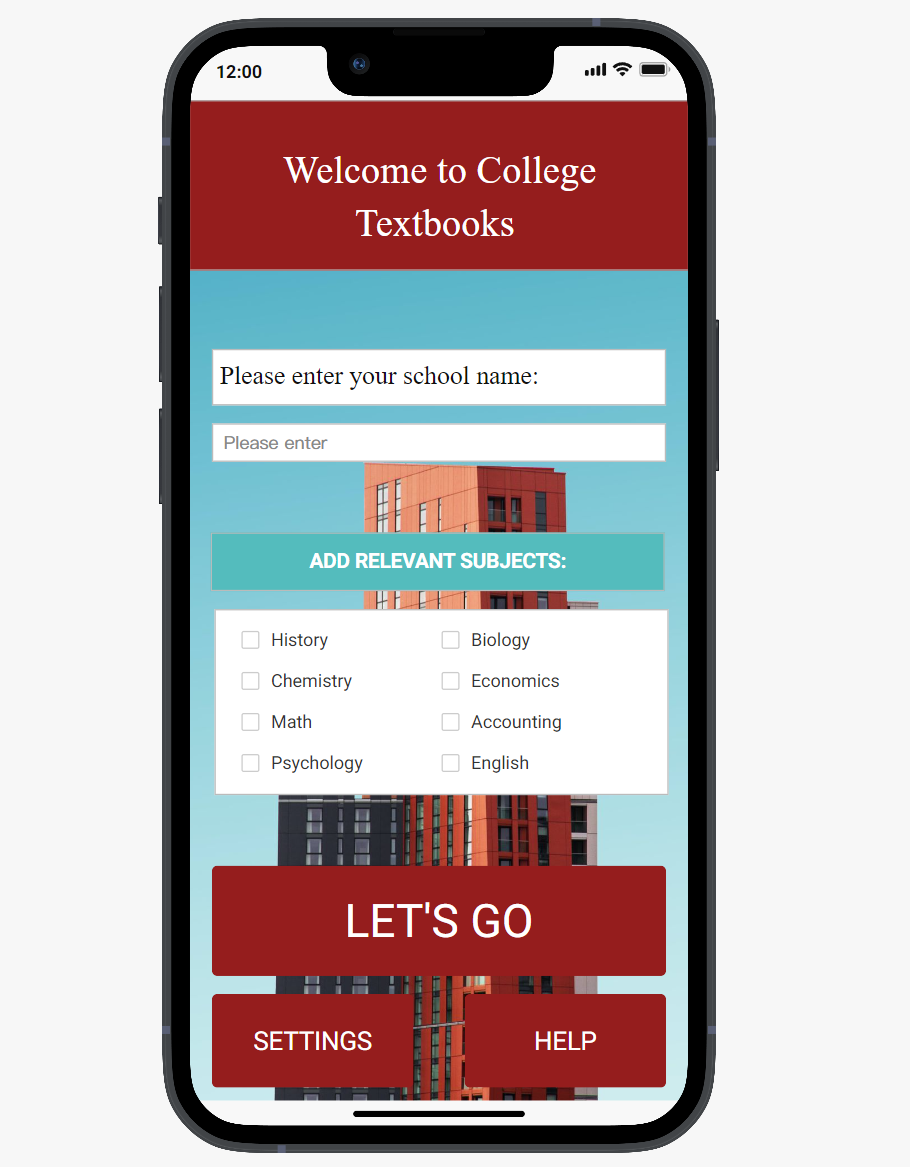 12:00
Welcome to College
Textbooks
Please enter your school name:
Please enter
ADD RELEVANT SUBJECTS:
History
Biology
Chemistry
Economics
Math
Accounting
Psychology
English
LET'S GO
SETTINGS
HELP